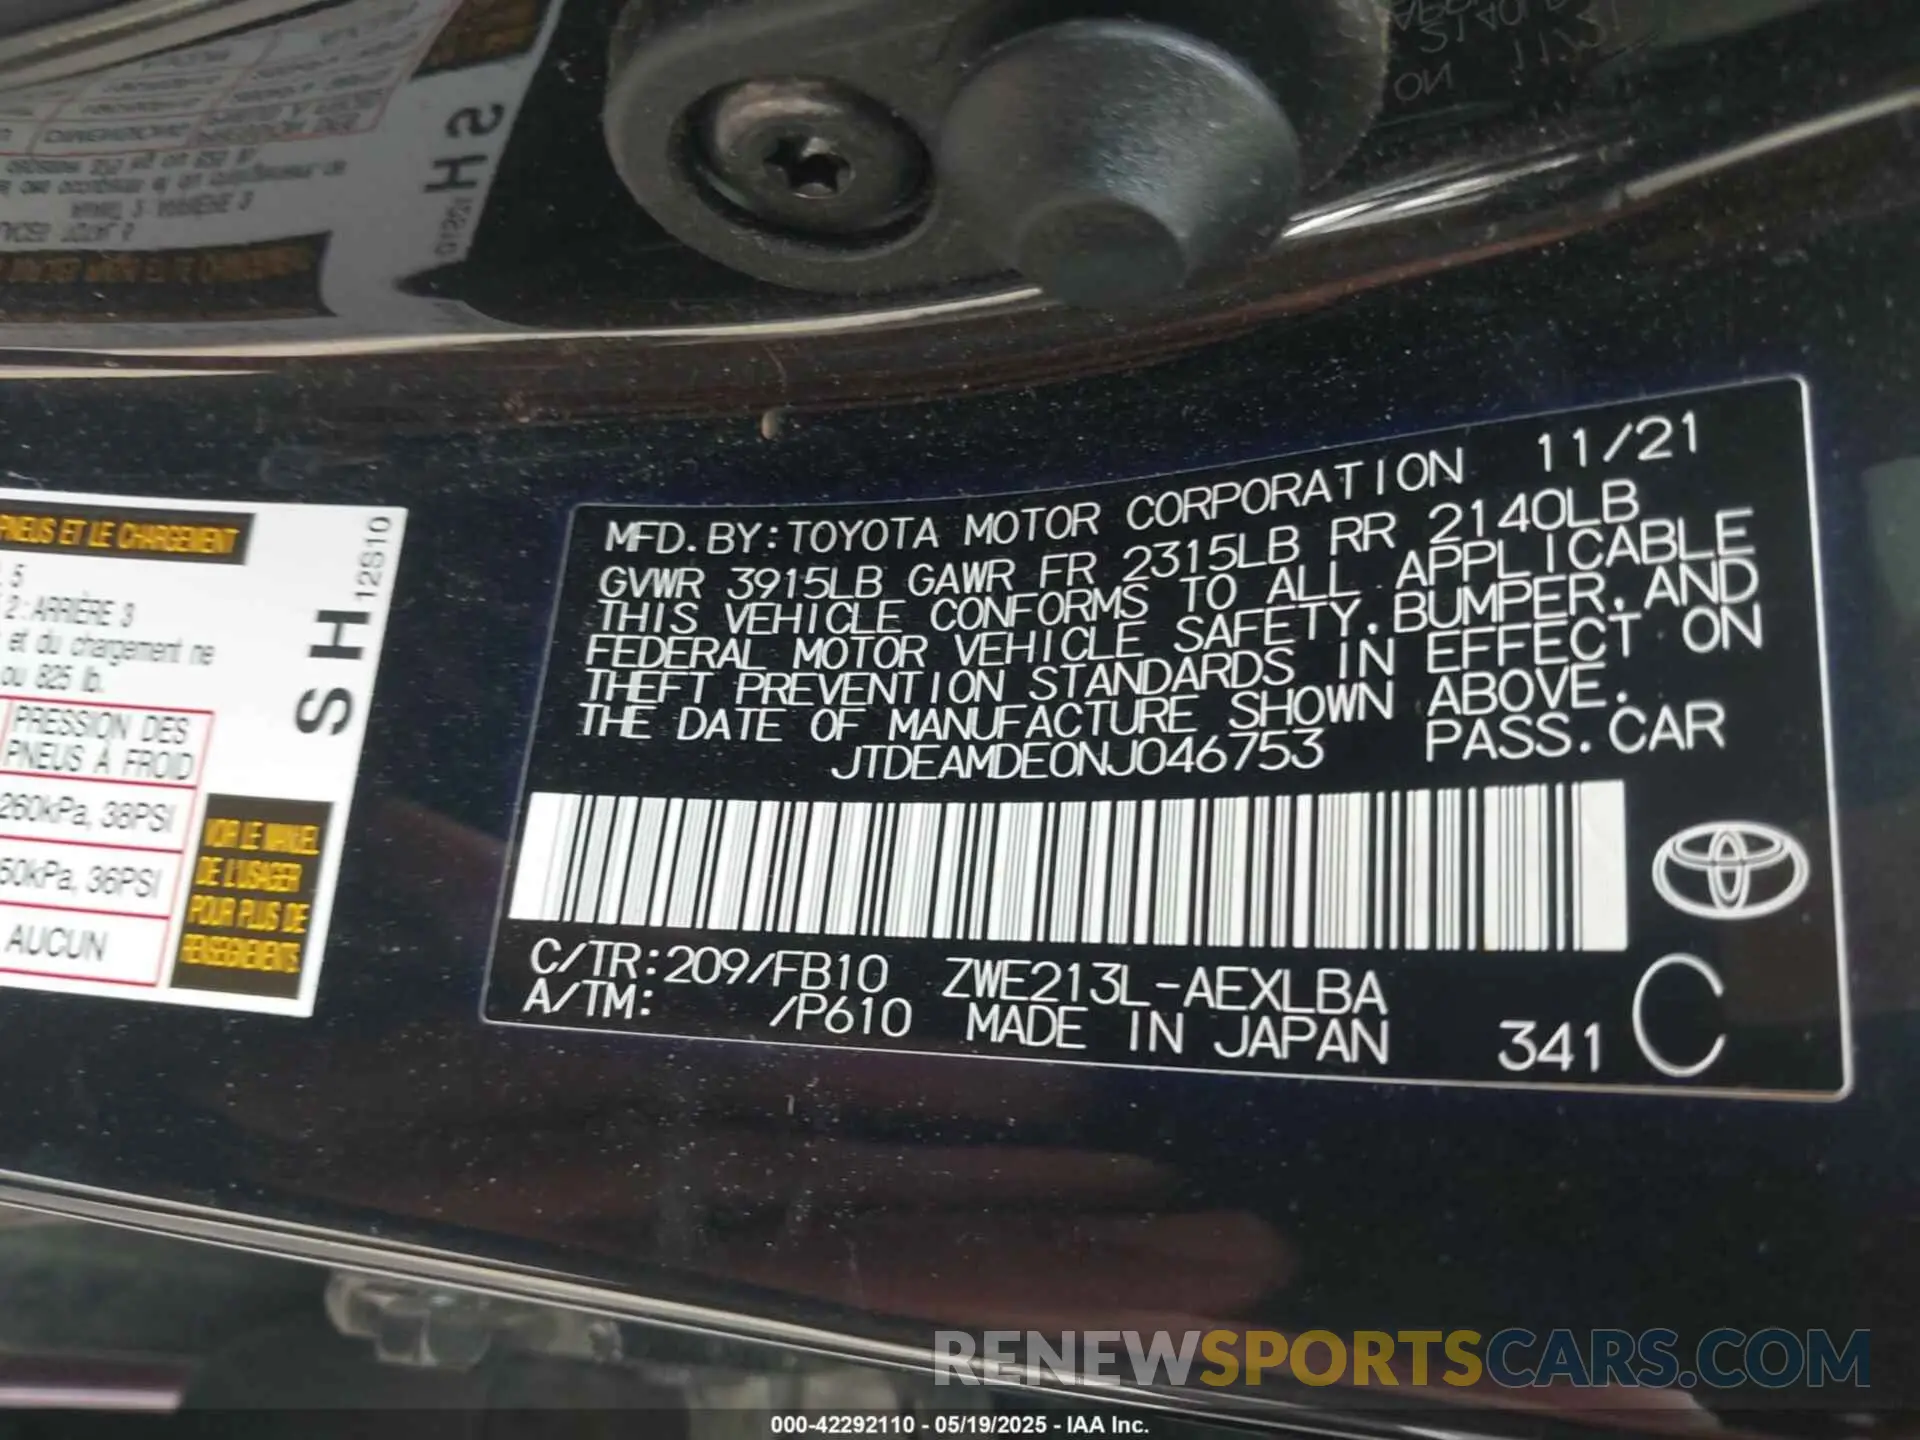 PNEUS ET LE CHARGEMENT
5
2 : ARRIÈRE 3
et du chargement ne
ou 825 lb.
PRESSION DES
PNEUS À FROID
260kPa, 38PSI
50kPa, 36PSI
AUCUN
VOIR LE MANUEL
DE L'USAGER
POUR PLUS DE
RENSEIGNEMENTS
SH
12S10
MFD. BY: TOYOTA MOTOR CORPORATION 11/21
GVWR 3915LB GAWR FR 2315LB RR 2140LB
THIS VEHICLE CONFORMS TO ALL APPLICABLE
FEDERAL MOTOR VEHICLE SAFETY, BUMPER, AND
THEFT PREVENTION STANDARDS IN EFFECT ON
THE DATE OF MANUFACTURE SHOWN ABOVE.
JTDEAMDE0NJ046753 PASS. CAR
C/TR: 209/FB10 ZWE213L-AEXLBA
A/TM: /P610 MADE IN JAPAN 341 C
RENEWSPORTSCARS.COM
000-42292110 - 05/19/2025 - IAA Inc.